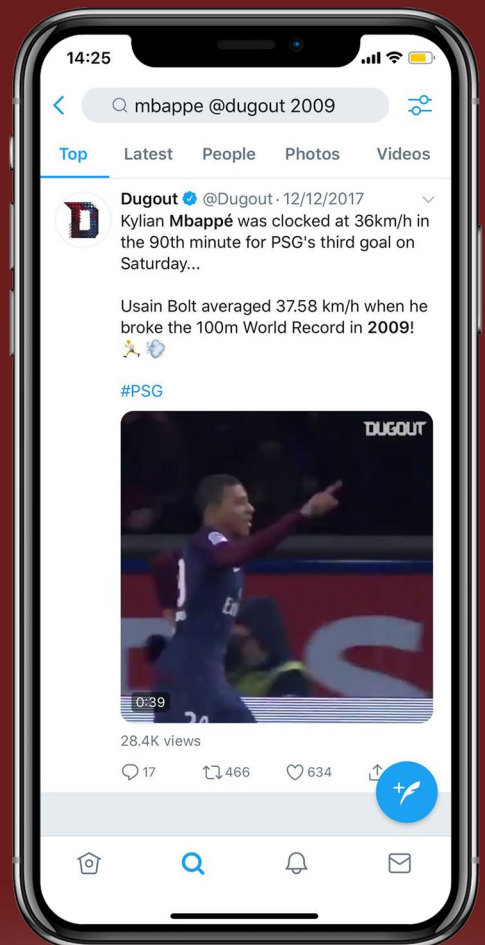 14:25
mbappe @dugout 2009
Top Latest People Photos Videos
Dugout @Dugout · 12/12/2017
Kylian Mbappé was clocked at 36km/h in
the 90th minute for PSG's third goal on
Saturday...
Usain Bolt averaged 37.58 km/h when he
broke the 100m World Record in 2009!
#PSG
DUGOUT
0:39
28.4K views
17 466 634